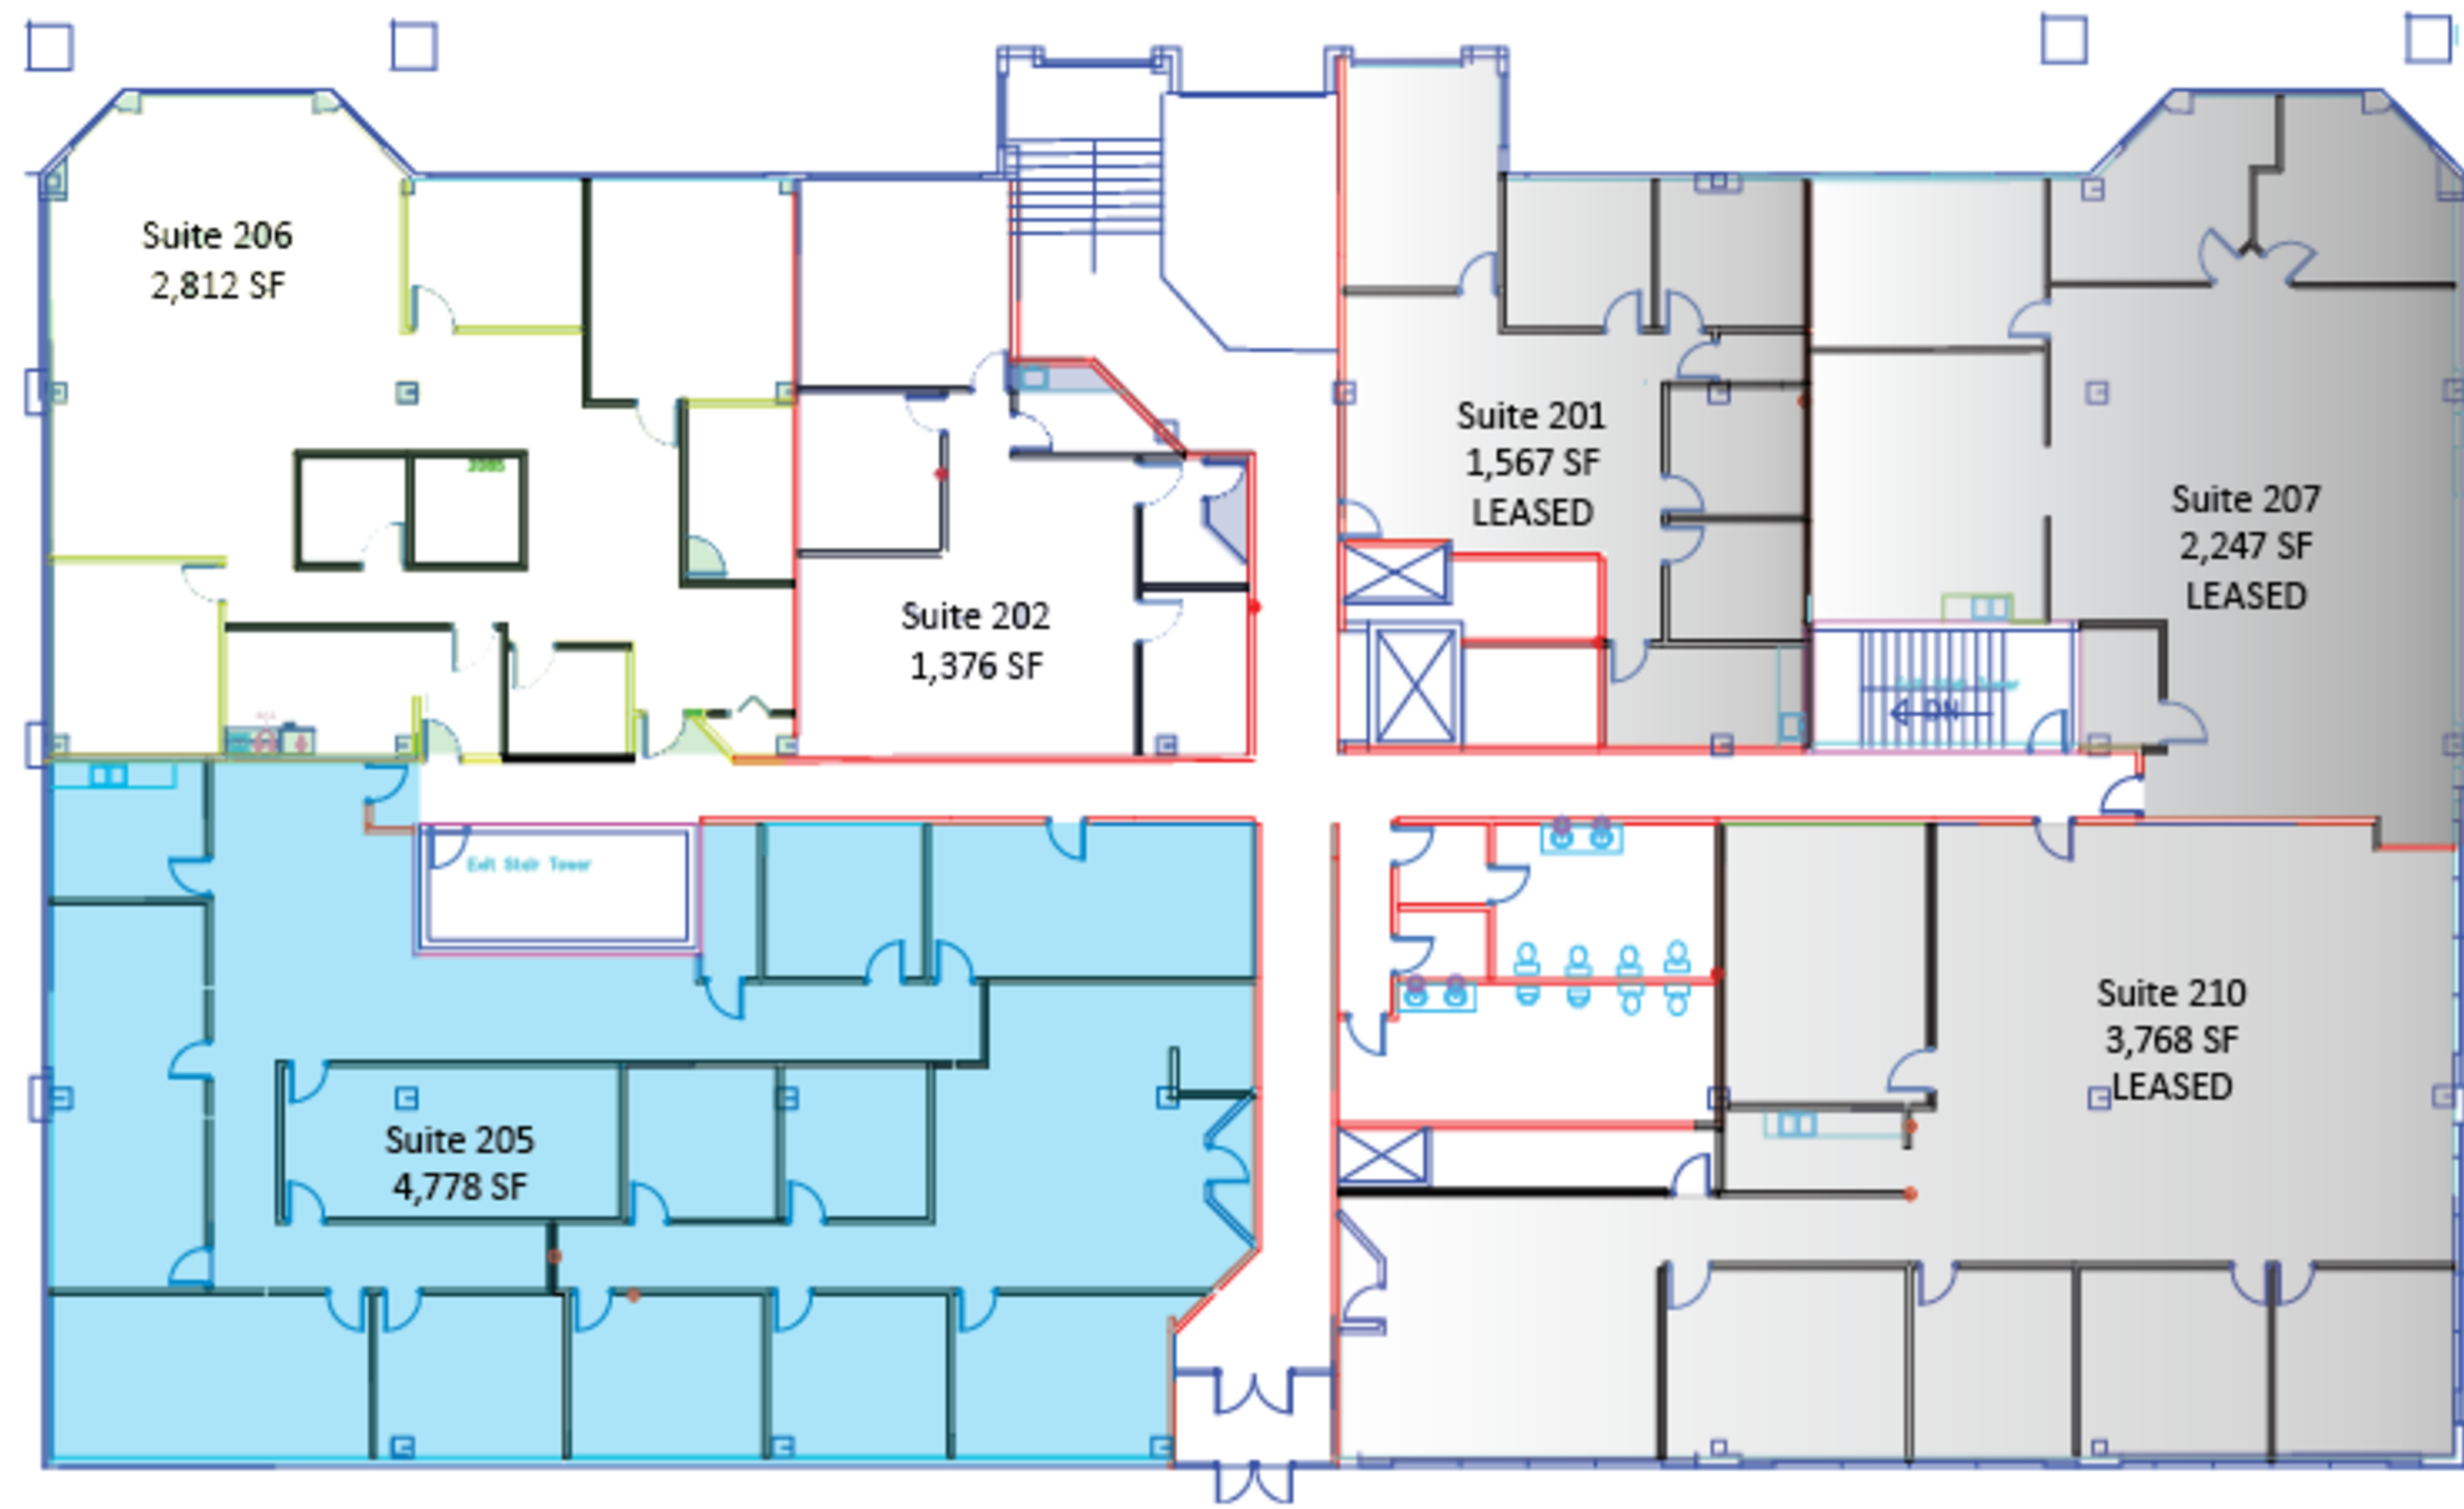 Suite 206
2,812 SF
Suite 202
1,376 SF
Suite 201
1,567 SF
LEASED
Suite 207
2,247 SF
LEASED
DN
Exit Stair Tower
Suite 205
4,778 SF
Suite 210
3,768 SF
LEASED